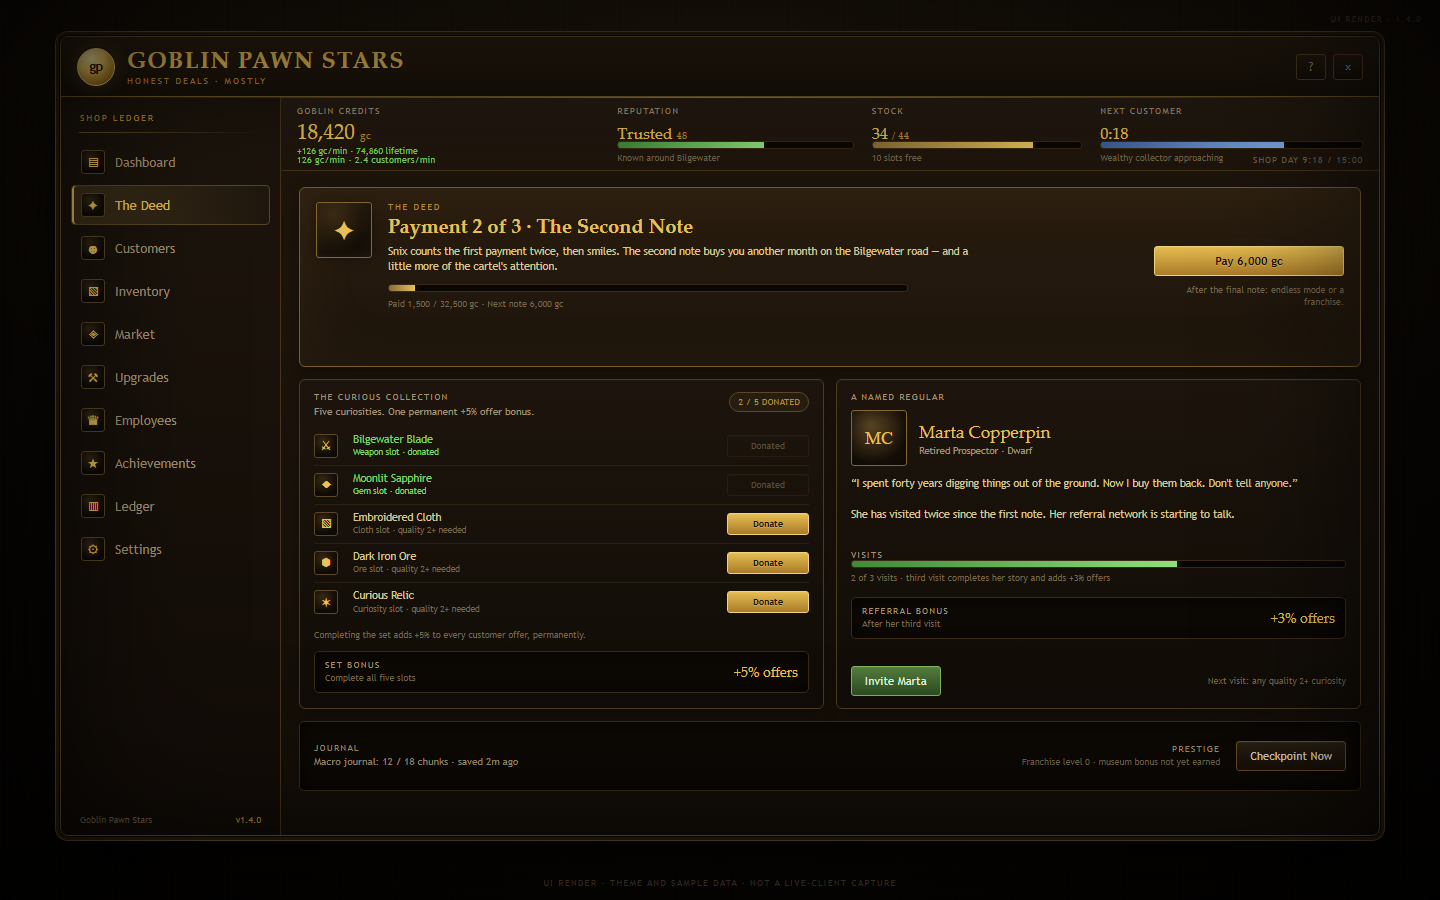 UI RENDER · 1.4.0
gp
GOBLIN PAWN STARS
HONEST DEALS · MOSTLY
?
x
SHOP LEDGER
Dashboard
The Deed
Customers
Inventory
Market
Upgrades
Employees
Achievements
Ledger
Settings
Goblin Pawn Stars
v1.4.0
GOBLIN CREDITS
18,420 gc
+126 gc/min · 74,860 lifetime
126 gc/min · 2.4 customers/min
REPUTATION
Trusted 48
Known around Bilgewater
STOCK
34 / 44
10 slots free
NEXT CUSTOMER
0:18
Wealthy collector approaching
SHOP DAY 9:18 / 15:00
THE DEED
Payment 2 of 3 · The Second Note
Snix counts the first payment twice, then smiles. The second note buys you another month on the Bilgewater road — and a
little more of the cartel's attention.
Paid 1,500 / 32,500 gc · Next note 6,000 gc
Pay 6,000 gc
After the final note: endless mode or a
franchise.
THE CURIOUS COLLECTION
Five curiosities. One permanent +5% offer bonus.
2 / 5 DONATED
Bilgewater Blade
Weapon slot · donated
Donated
Moonlit Sapphire
Gem slot · donated
Donated
Embroidered Cloth
Cloth slot · quality 2+ needed
Donate
Dark Iron Ore
Ore slot · quality 2+ needed
Donate
Curious Relic
Curiosity slot · quality 2+ needed
Donate
Completing the set adds +5% to every customer offer, permanently.
SET BONUS
Complete all five slots
+5% offers
A NAMED REGULAR
MC
Marta Copperpin
Retired Prospector · Dwarf
“I spent forty years digging things out of the ground. Now I buy them back. Don't tell anyone.”
She has visited twice since the first note. Her referral network is starting to talk.
VISITS
2 of 3 visits · third visit completes her story and adds +3% offers
REFERRAL BONUS
After her third visit
+3% offers
Invite Marta
Next visit: any quality 2+ curiosity
JOURNAL
Macro journal: 12 / 18 chunks · saved 2m ago
PRESTIGE
Franchise level 0 · museum bonus not yet earned
Checkpoint Now
UI RENDER · THEME AND SAMPLE DATA · NOT A LIVE-CLIENT CAPTURE